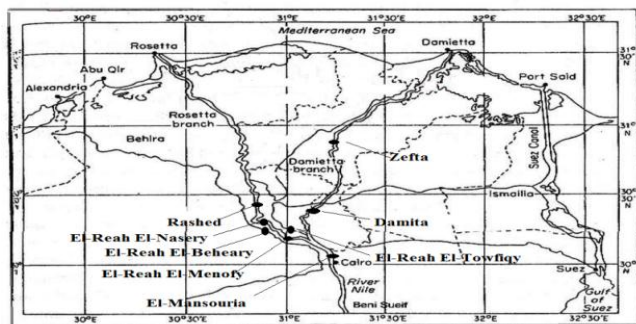 30°E 30°30' 31°E 31°30' 32°E 32°30'
Mediterranean Sea
Rosetta
Damietta
Abu Qir
Alexandria
Port Said
Rosetta
branch
Behira
Damietta
branch
Zefta
Suez Canal
Ismailia
Rashed
Damita
El-Reah El-Nasery
El-Reah El-Beheary
El-Reah El-Towfiqy
El-Reah El-Menofy
Cairo
Suez
El-Mansouria
RIVER
Nile
Beni Sueif
Gulf of
Suez
30° 30°30' 31° 31°30' 32° 32°30'